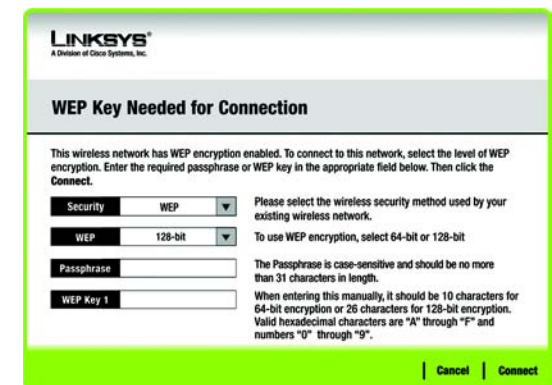 LINKSYS®
A Division of Cisco Systems, Inc.
WEP Key Needed for Connection
This wireless network has WEP encryption enabled. To connect to this network, select the level of WEP
encryption. Enter the required passphrase or WEP key in the appropriate field below. Then click the
Connect.
Security WEP
Please select the wireless security method used by your
existing wireless network.
WEP 128-bit
To use WEP encryption, select 64-bit or 128-bit
Passphrase
The Passphrase is case-sensitive and should be no more
than 31 characters in length.
WEP Key 1
When entering this manually, it should be 10 characters for
64-bit encryption or 26 characters for 128-bit encryption.
Valid hexadecimal characters are "A" through "F" and
numbers "0" through "9".
Cancel Connect